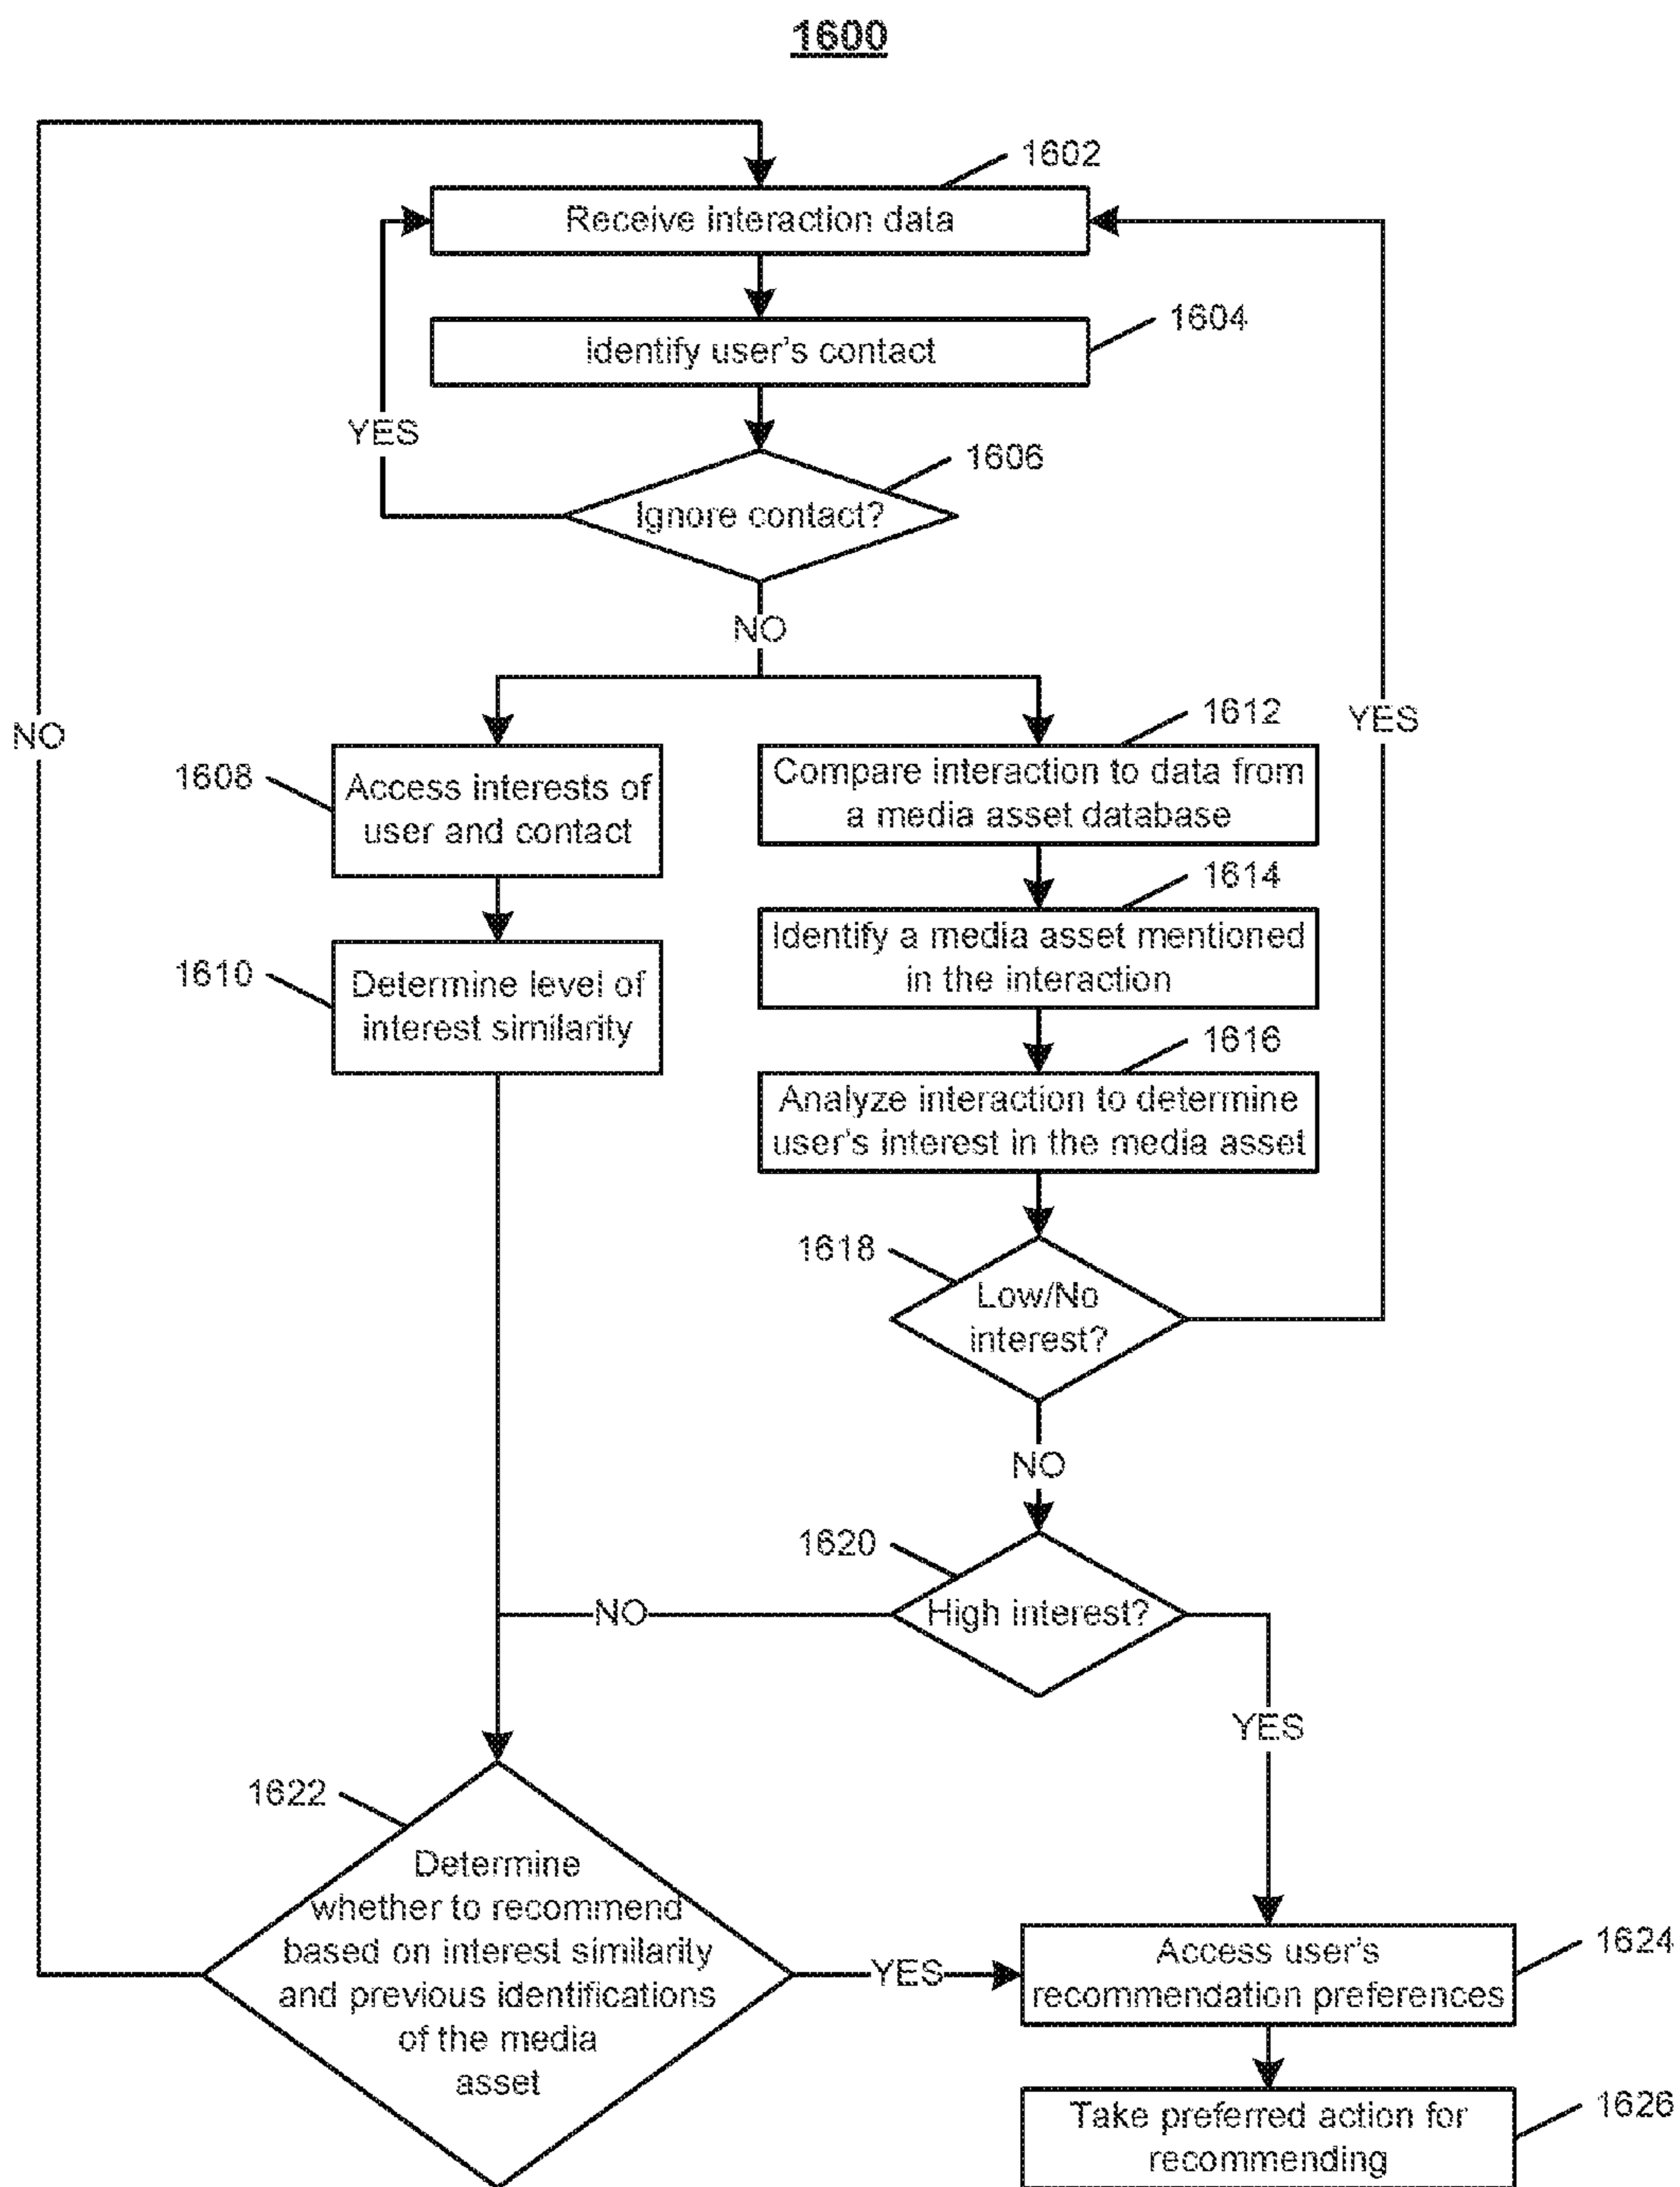 1600
1602
Receive interaction data
1604
Identify user's contact
YES
1606
Ignore contact?
NO
NO
1608
Access interests of
user and contact
1610
Determine level of
interest similarity
1612
Compare interaction to data from
a media asset database
YES
1614
Identify a media asset mentioned
in the interaction
1616
Analyze interaction to determine
user's interest in the media asset
1618
Low/No
interest?
NO
1620
High interest?
NO
YES
1622
Determine
whether to recommend
based on interest similarity
and previous identifications
of the media
asset
YES
1624
Access user's
recommendation preferences
1626
Take preferred action for
recommending